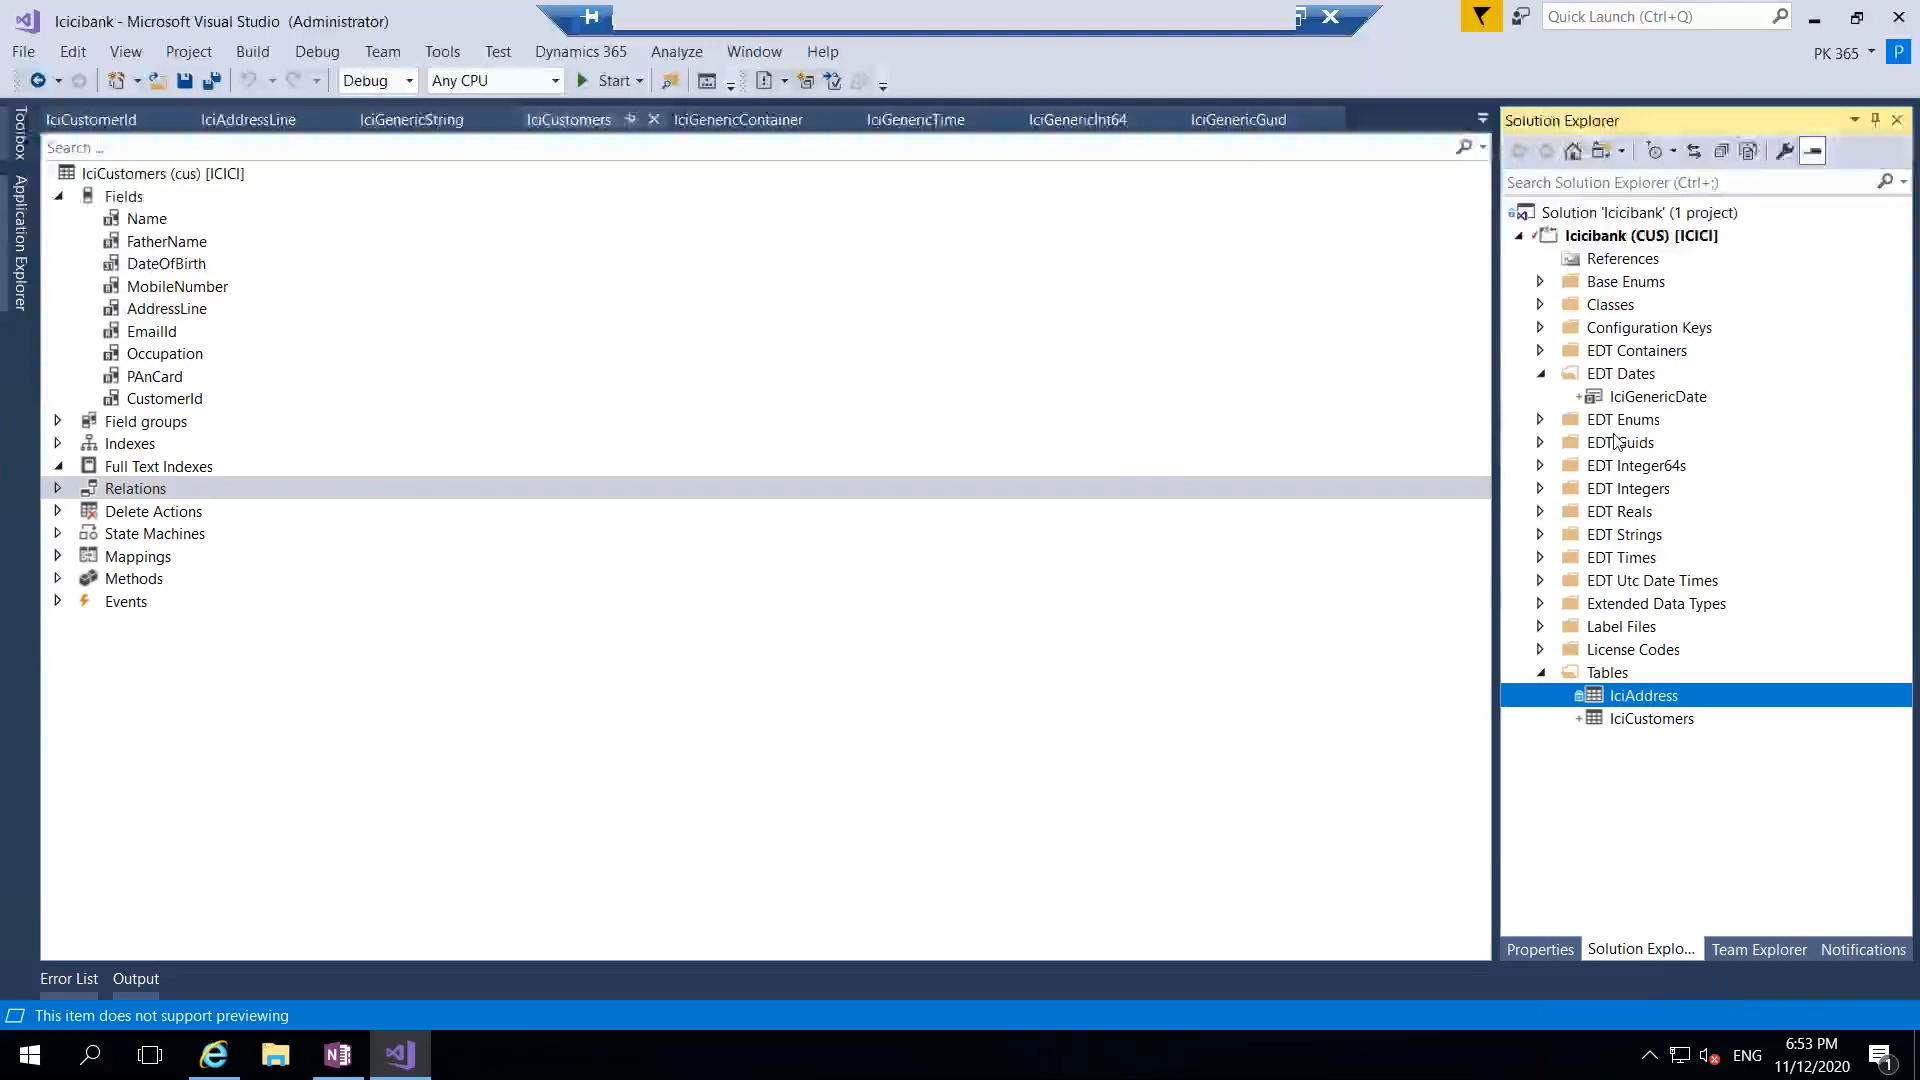 Icicibank - Microsoft Visual Studio (Administrator)
Quick Launch (Ctrl+Q)
File Edit View Project Build Debug Team Tools Test Dynamics 365 Analyze Window Help
PK 365
P
Debug
Any CPU
Start
Toolbox
Application Explorer
IciCustomerId
IciAddressLine
IciGenericString
IciCustomers
IciGenericContainer
IciGenericTime
IciGenericInt64
IciGenericGuid
Search ...
IciCustomers (cus) [ICICI]
Fields
Name
FatherName
DateOfBirth
MobileNumber
AddressLine
EmailId
Occupation
PAnCard
CustomerId
Field groups
Indexes
Full Text Indexes
Relations
Delete Actions
State Machines
Mappings
Methods
Events
Solution Explorer
Search Solution Explorer (Ctrl+;)
Solution 'Icicibank' (1 project)
Icicibank (CUS) [ICICI]
References
Base Enums
Classes
Configuration Keys
EDT Containers
EDT Dates
IciGenericDate
EDT Enums
EDT Guids
EDT Integer64s
EDT Integers
EDT Reals
EDT Strings
EDT Times
EDT Utc Date Times
Extended Data Types
Label Files
License Codes
Tables
IciAddress
IciCustomers
Properties
Solution Explo...
Team Explorer
Notifications
Error List
Output
This item does not support previewing
ENG
6:53 PM
11/12/2020
1